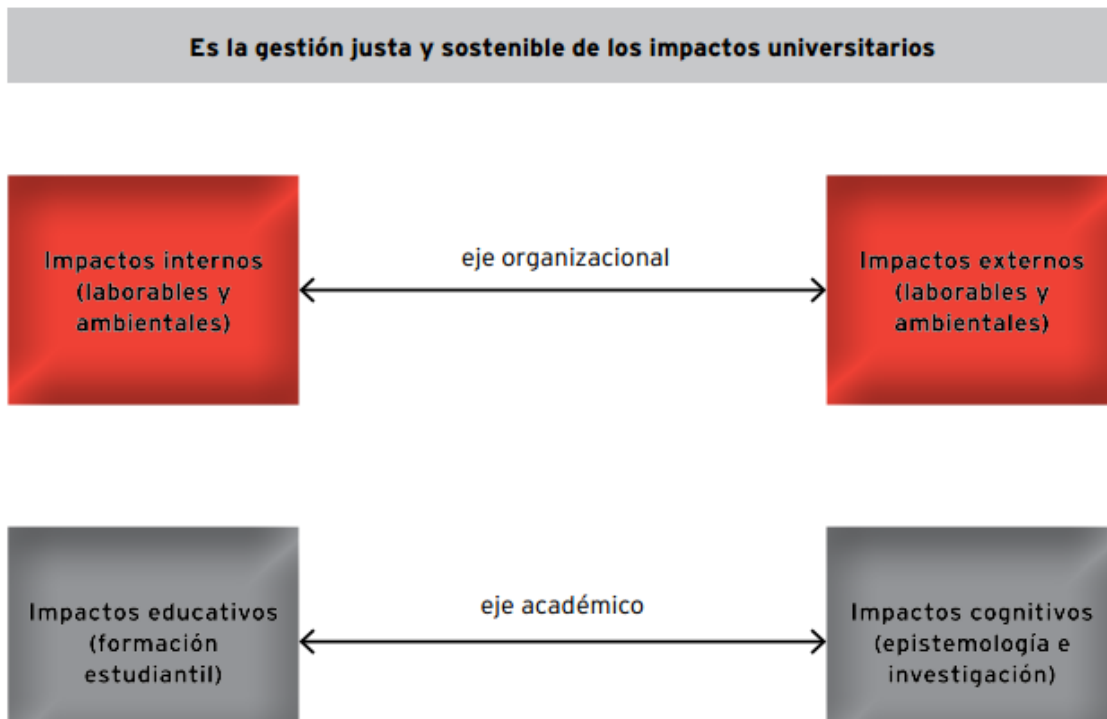 Es la gestión justa y sostenible de los impactos universitarios
Impactos internos
(laborables y
ambientales)
eje organizacional
Impactos externos
(laborables y
ambientales)
Impactos educativos
(formación
estudiantil)
eje académico
Impactos cognitivos
(epistemología e
investigación)